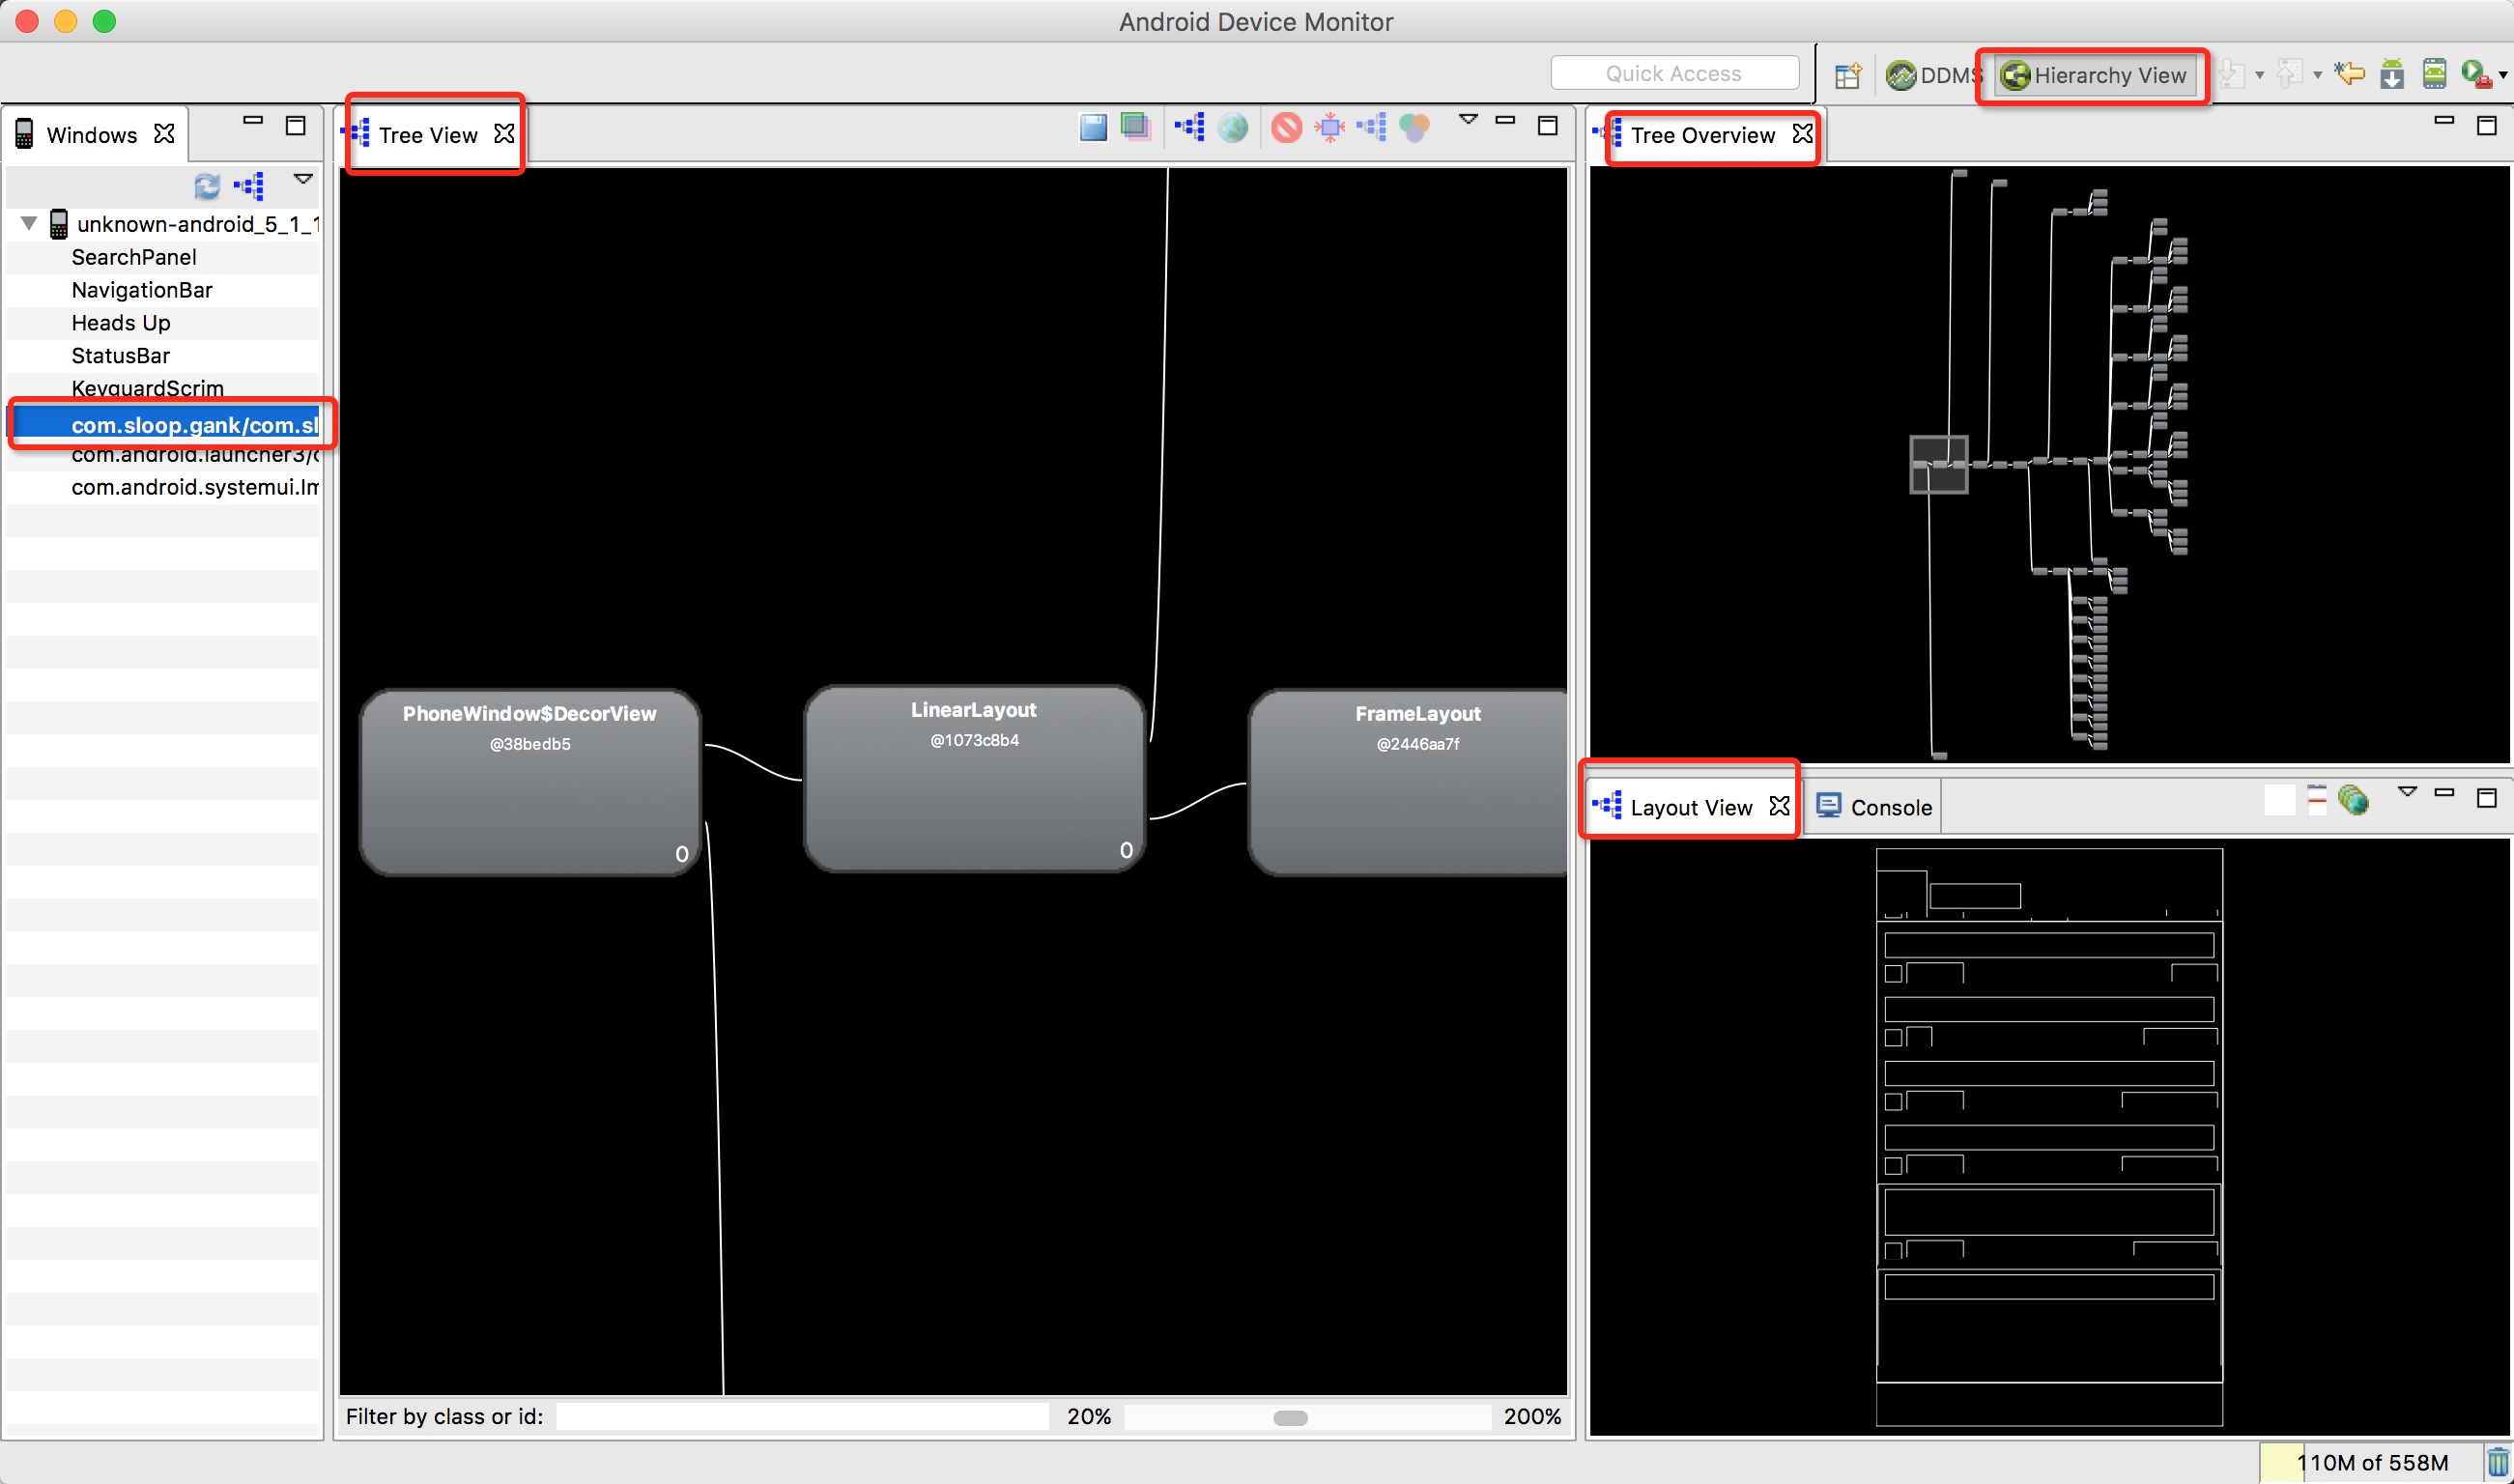 Android Device Monitor
Quick Access
DDMS
Hierarchy View
Windows
unknown-android_5_1_1
SearchPanel
NavigationBar
Heads Up
StatusBar
KeyguardScrim
com.sloop.gank/com.sl
com.android.launcher3/c
com.android.systemui.Im
Tree View
PhoneWindow$DecorView
@38bedb5
0
LinearLayout
@1073c8b4
0
FrameLayout
@2446aa7f
Filter by class or id:
20%
200%
Tree Overview
Layout View
Console
110M of 558M